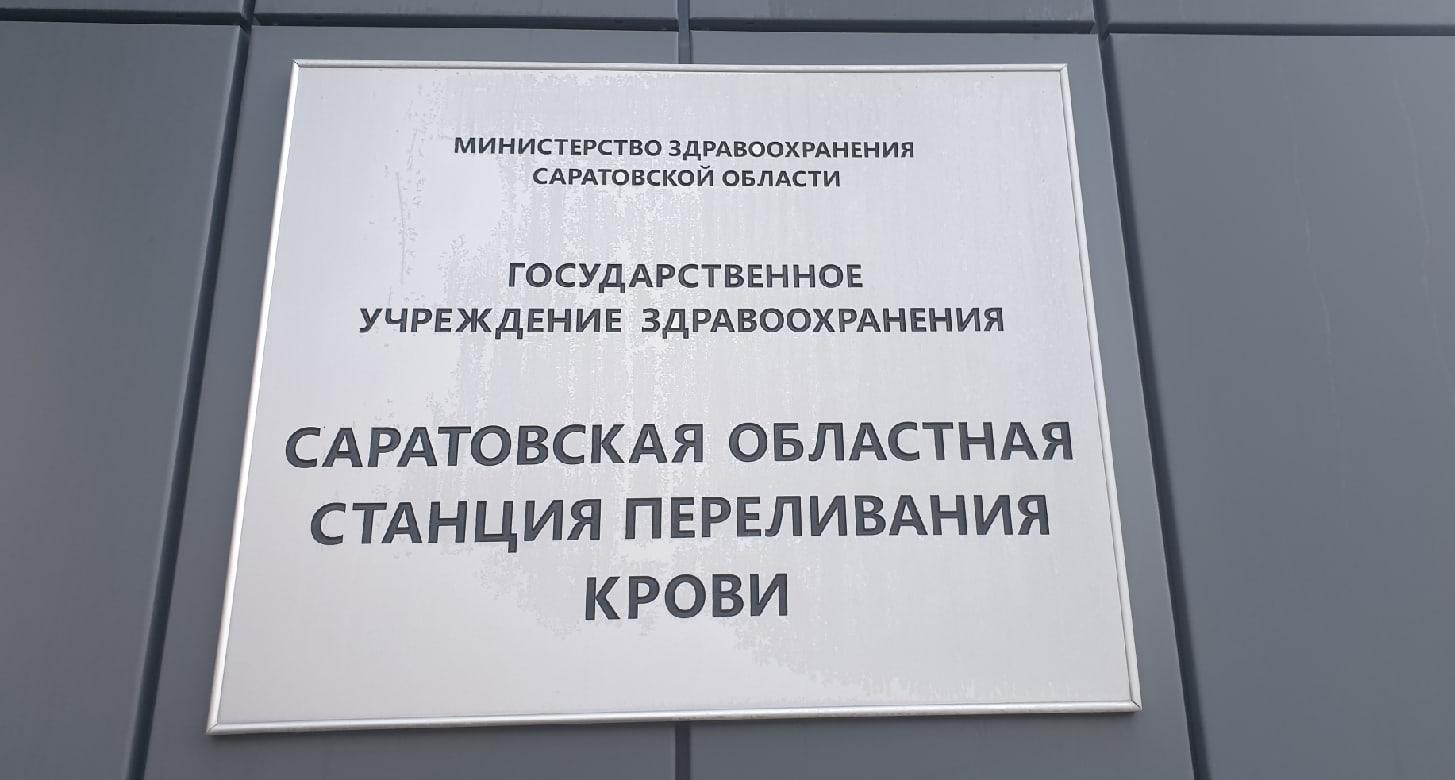 МИНИСТЕРСТВО ЗДРАВООХРАНЕНИЯ
САРАТОВСКОЙ ОБЛАСТИ
ГОСУДАРСТВЕННОЕ
УЧРЕЖДЕНИЕ ЗДРАВООХРАНЕНИЯ
САРАТОВСКАЯ ОБЛАСТНАЯ
СТАНЦИЯ ПЕРЕЛИВАНИЯ
КРОВИ